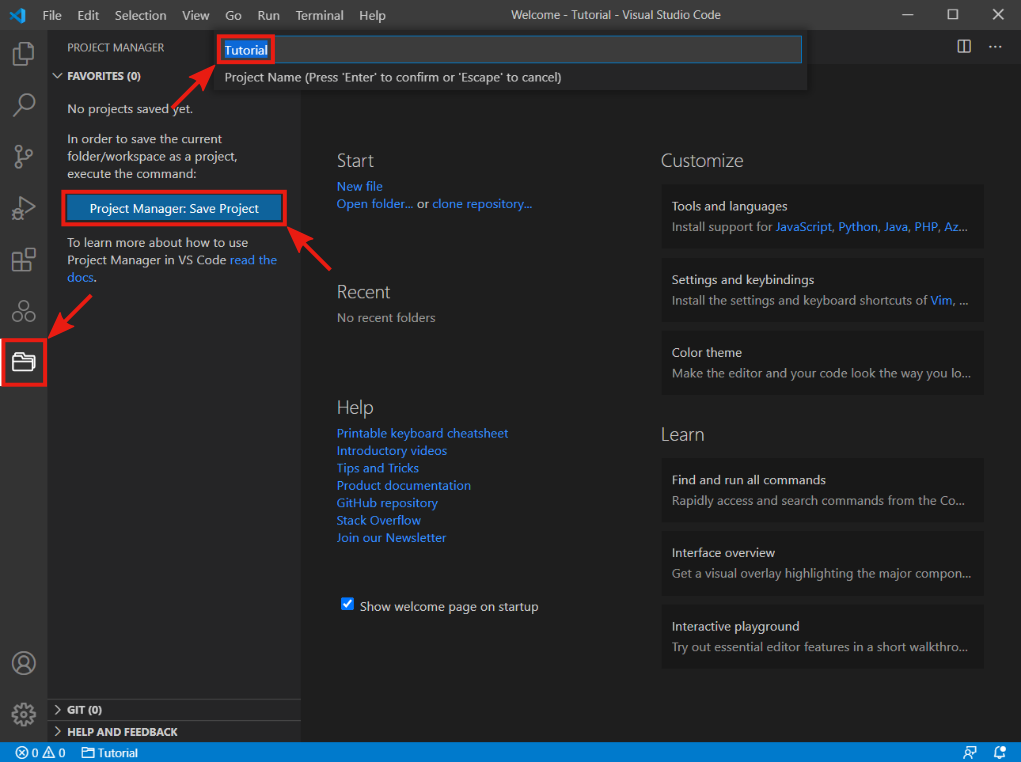 File Edit Selection View Go Run Terminal Help
Welcome - Tutorial - Visual Studio Code
Tutorial
Project Name (Press 'Enter' to confirm or 'Escape' to cancel)
PROJECT MANAGER
FAVORITES (0)
No projects saved yet.
In order to save the current
folder/workspace as a project,
execute the command:
Project Manager: Save Project
To learn more about how to use
Project Manager in VS Code read the
docs.
GIT (0)
HELP AND FEEDBACK
Start
New file
Open folder... or clone repository...
Recent
No recent folders
Help
Printable keyboard cheatsheet
Introductory videos
Tips and Tricks
Product documentation
GitHub repository
Stack Overflow
Join our Newsletter
Show welcome page on startup
Customize
Tools and languages
Install support for JavaScript, Python, Java, PHP, Az...
Settings and keybindings
Install the settings and keyboard shortcuts of Vim, ...
Color theme
Make the editor and your code look the way you lo...
Learn
Find and run all commands
Rapidly access and search commands from the Co...
Interface overview
Get a visual overlay highlighting the major compon...
Interactive playground
Try out essential editor features in a short walkthro...
0 0 Tutorial